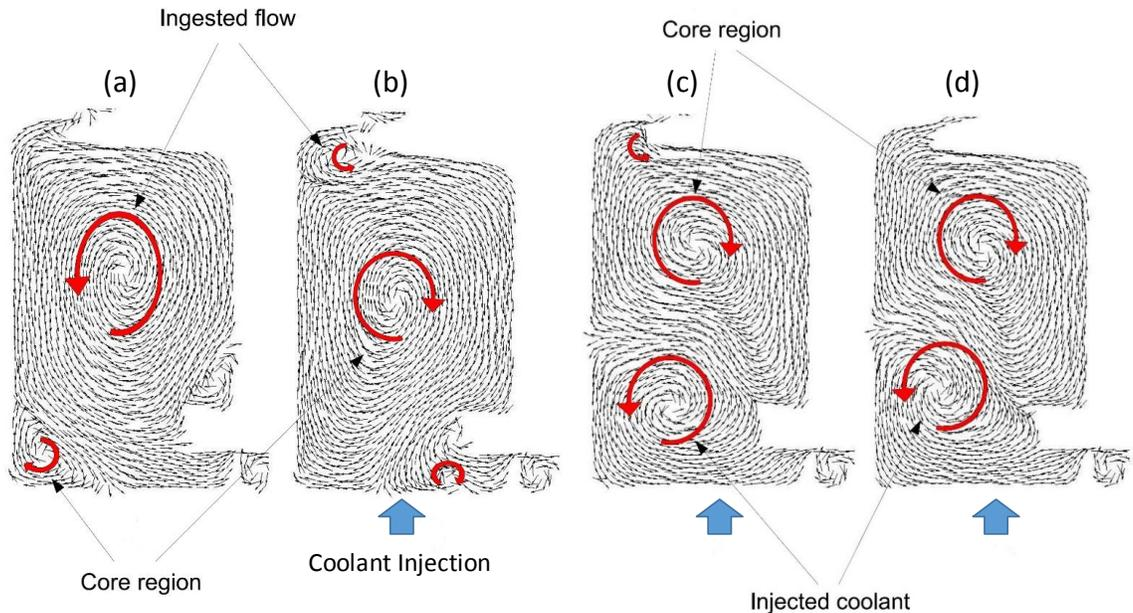 Ingested flow
Core region
(a)
(b)
(c)
(d)
Coolant Injection
Core region
Injected coolant